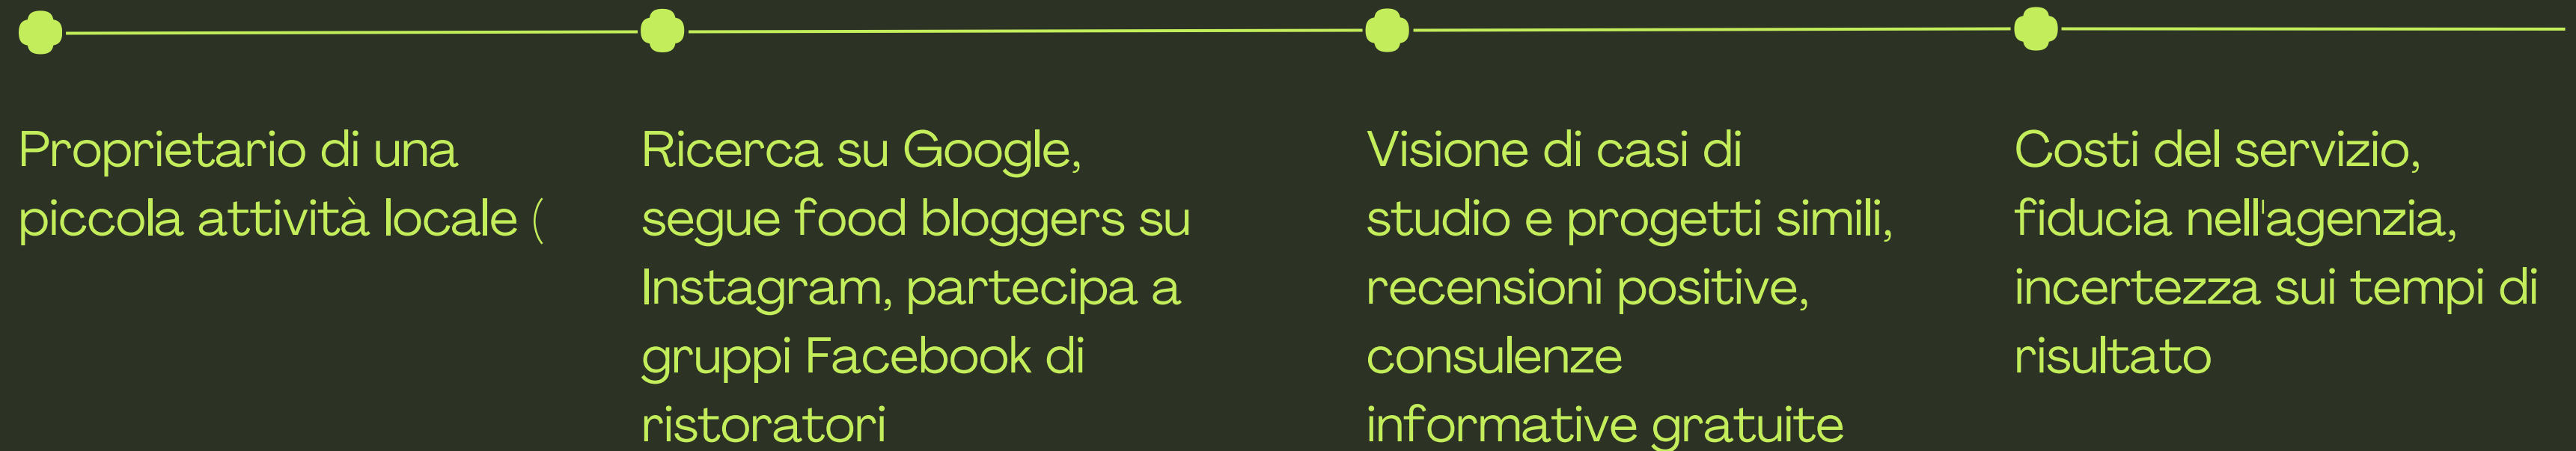 Proprietario di una
piccola attività locale (
Ricerca su Google,
segue food bloggers su
Instagram, partecipa a
gruppi Facebook di
ristoratori
Visione di casi di
studio e progetti simili,
recensioni positive,
consulenze
informative gratuite
Costi del servizio,
fiducia nell'agenzia,
incertezza sui tempi di
risultato